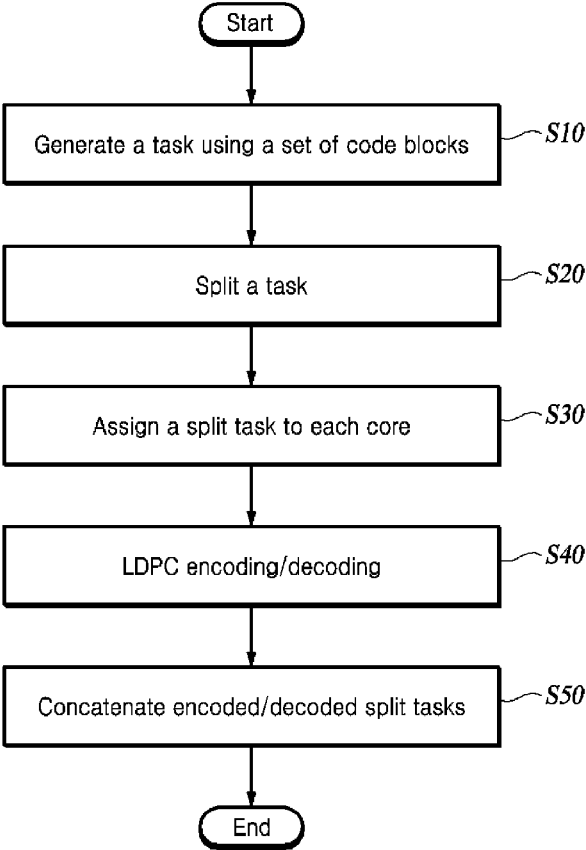 Start
Generate a task using a set of code blocks
S10
Split a task
S20
Assign a split task to each core
S30
LDPC encoding/decoding
S40
Concatenate encoded/decoded split tasks
S50
End